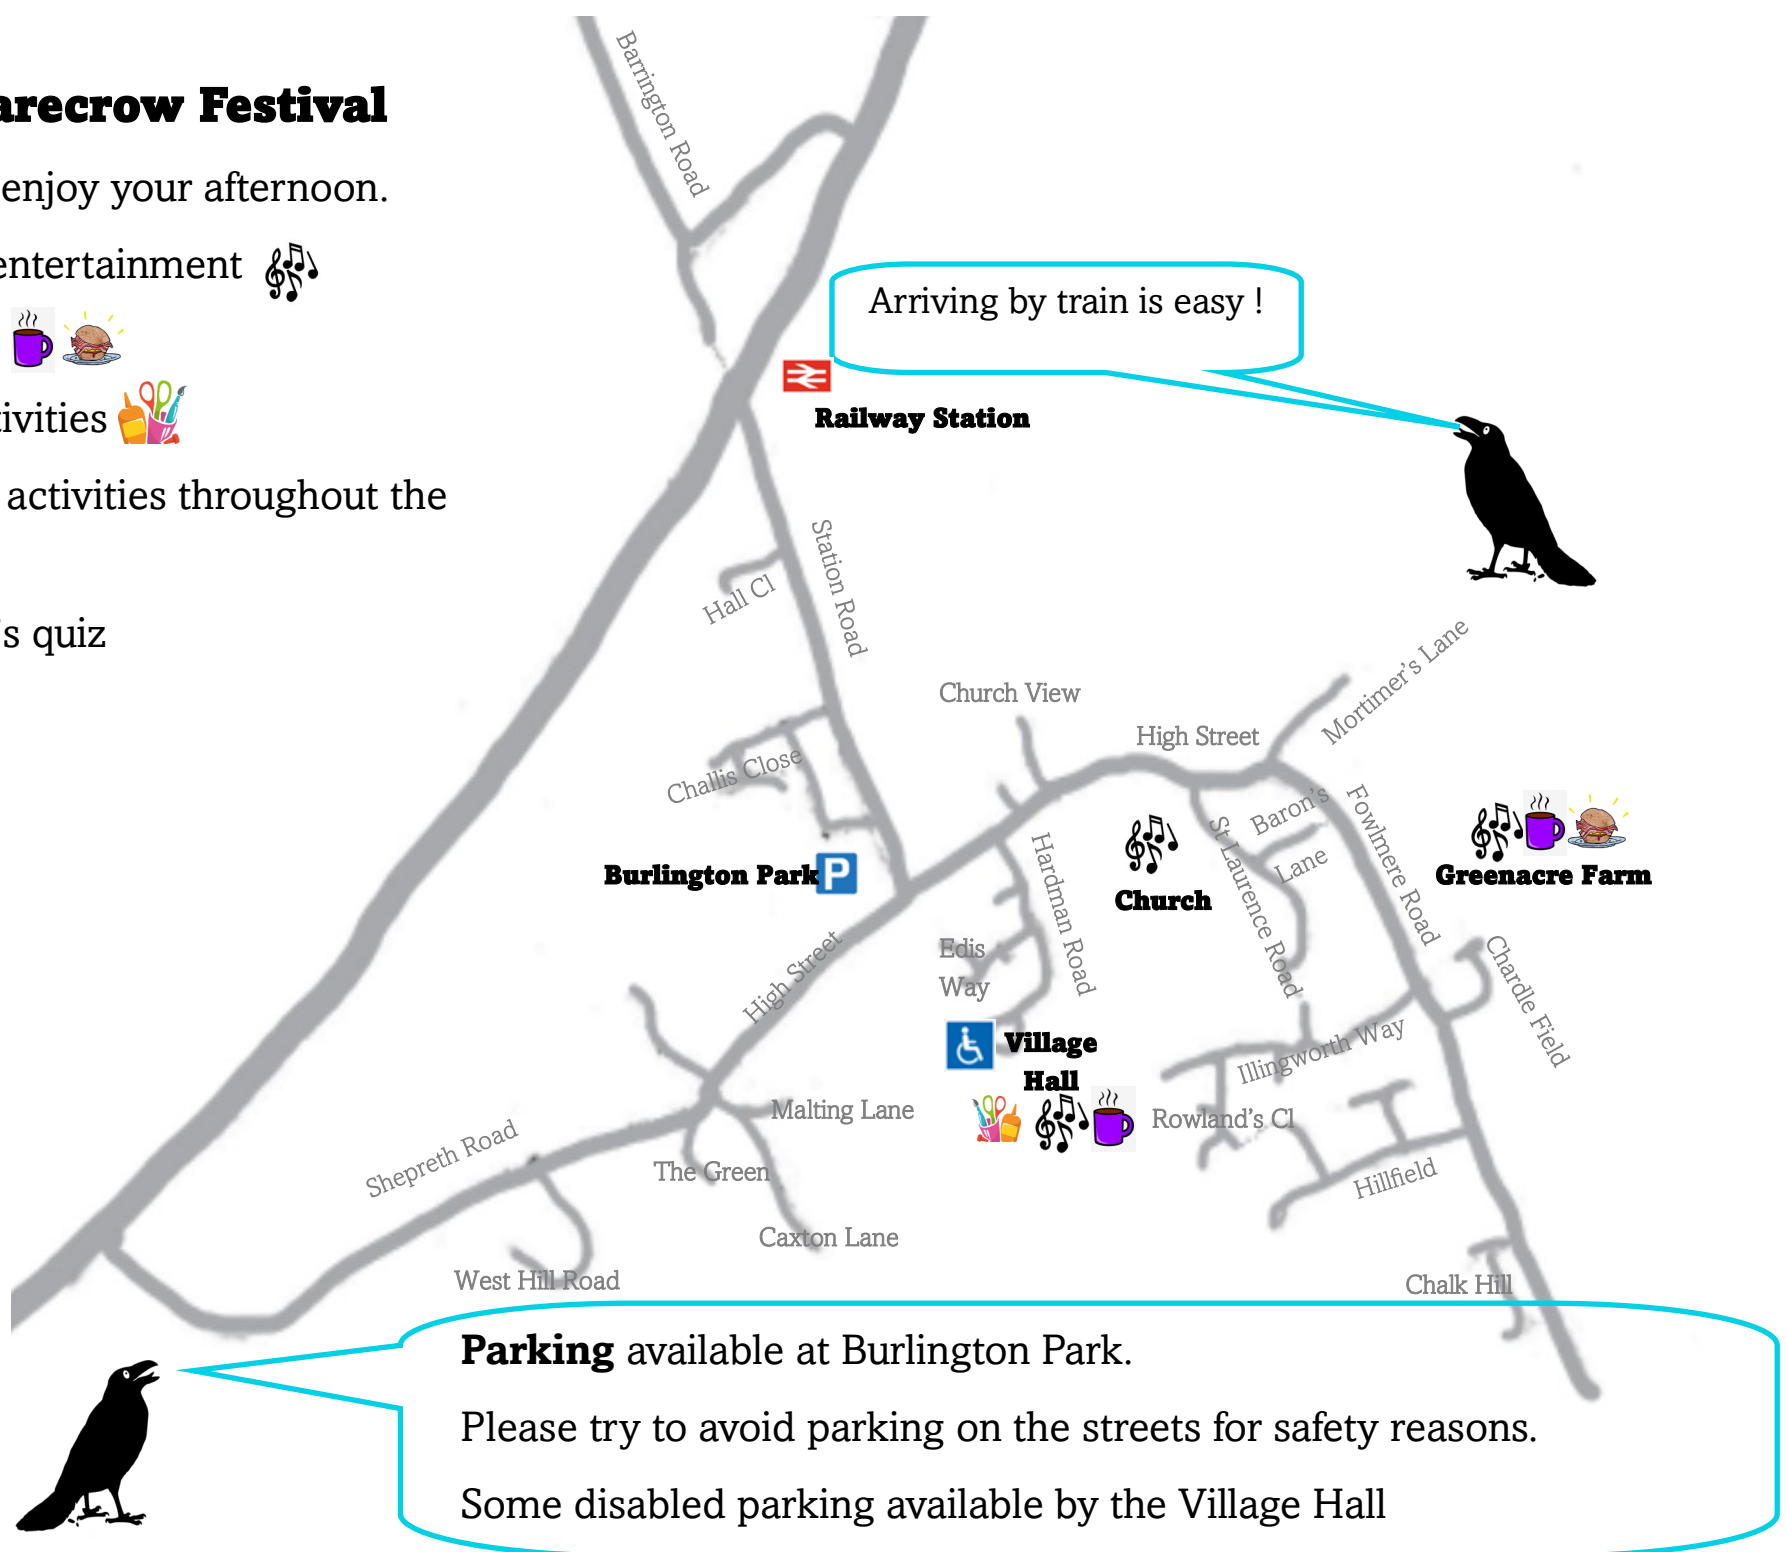 arecrow Festival
enjoy your afternoon.
entertainment
ivities
activities throughout the
's quiz
Barrington Road
Arriving by train is easy !
Railway Station
Station Road
Hall Cl
Church View
High Street
Mortimer's Lane
Challis Close
Burlington Park
P
Hardman Road
Church
St Laurence Road
Baron's
Lane
Fowlmere Road
Greenacre Farm
High Street
Edis
Way
Chardle Field
Village
Hall
Illingworth Way
Malting Lane
Rowland's Cl
Shepreth Road
The Green
Hillfield
Caxton Lane
West Hill Road
Chalk Hill
Parking available at Burlington Park.
Please try to avoid parking on the streets for safety reasons.
Some disabled parking available by the Village Hall